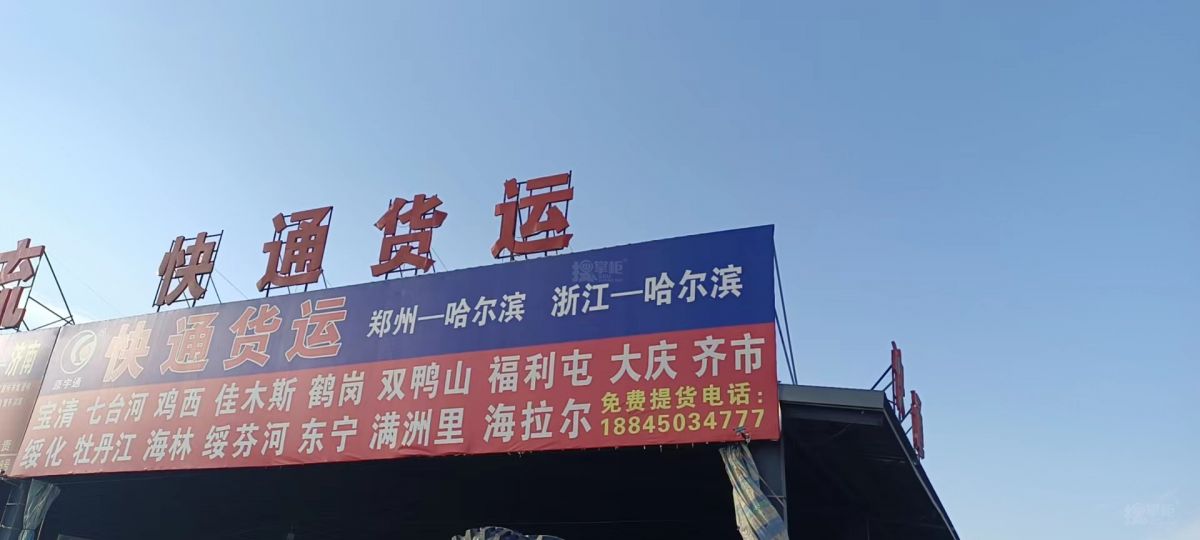 流
快通货运
济南
快通货运 郑州—哈尔滨 浙江—哈尔滨
宝清 七台河 鸡西 佳木斯 鹤岗 双鸭山 福利屯 大庆 齐市
绥化 牡丹江 海林 绥芬河 东宁 满洲里 海拉尔
免费提货电话：
18845034777